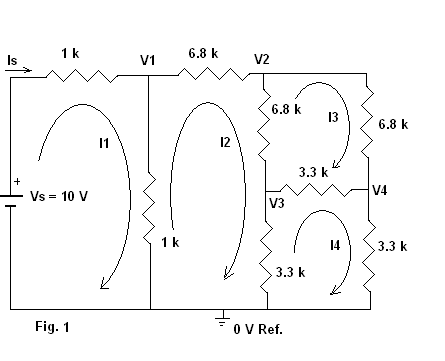 Is
1 k
V1
6.8 k
V2
I1
I2
6.8 k
I3
6.8 k
3.3 k
+
Vs = 10 V
V3
V4
1 k
I4
3.3 k
3.3 k
Fig. 1
0 V Ref.